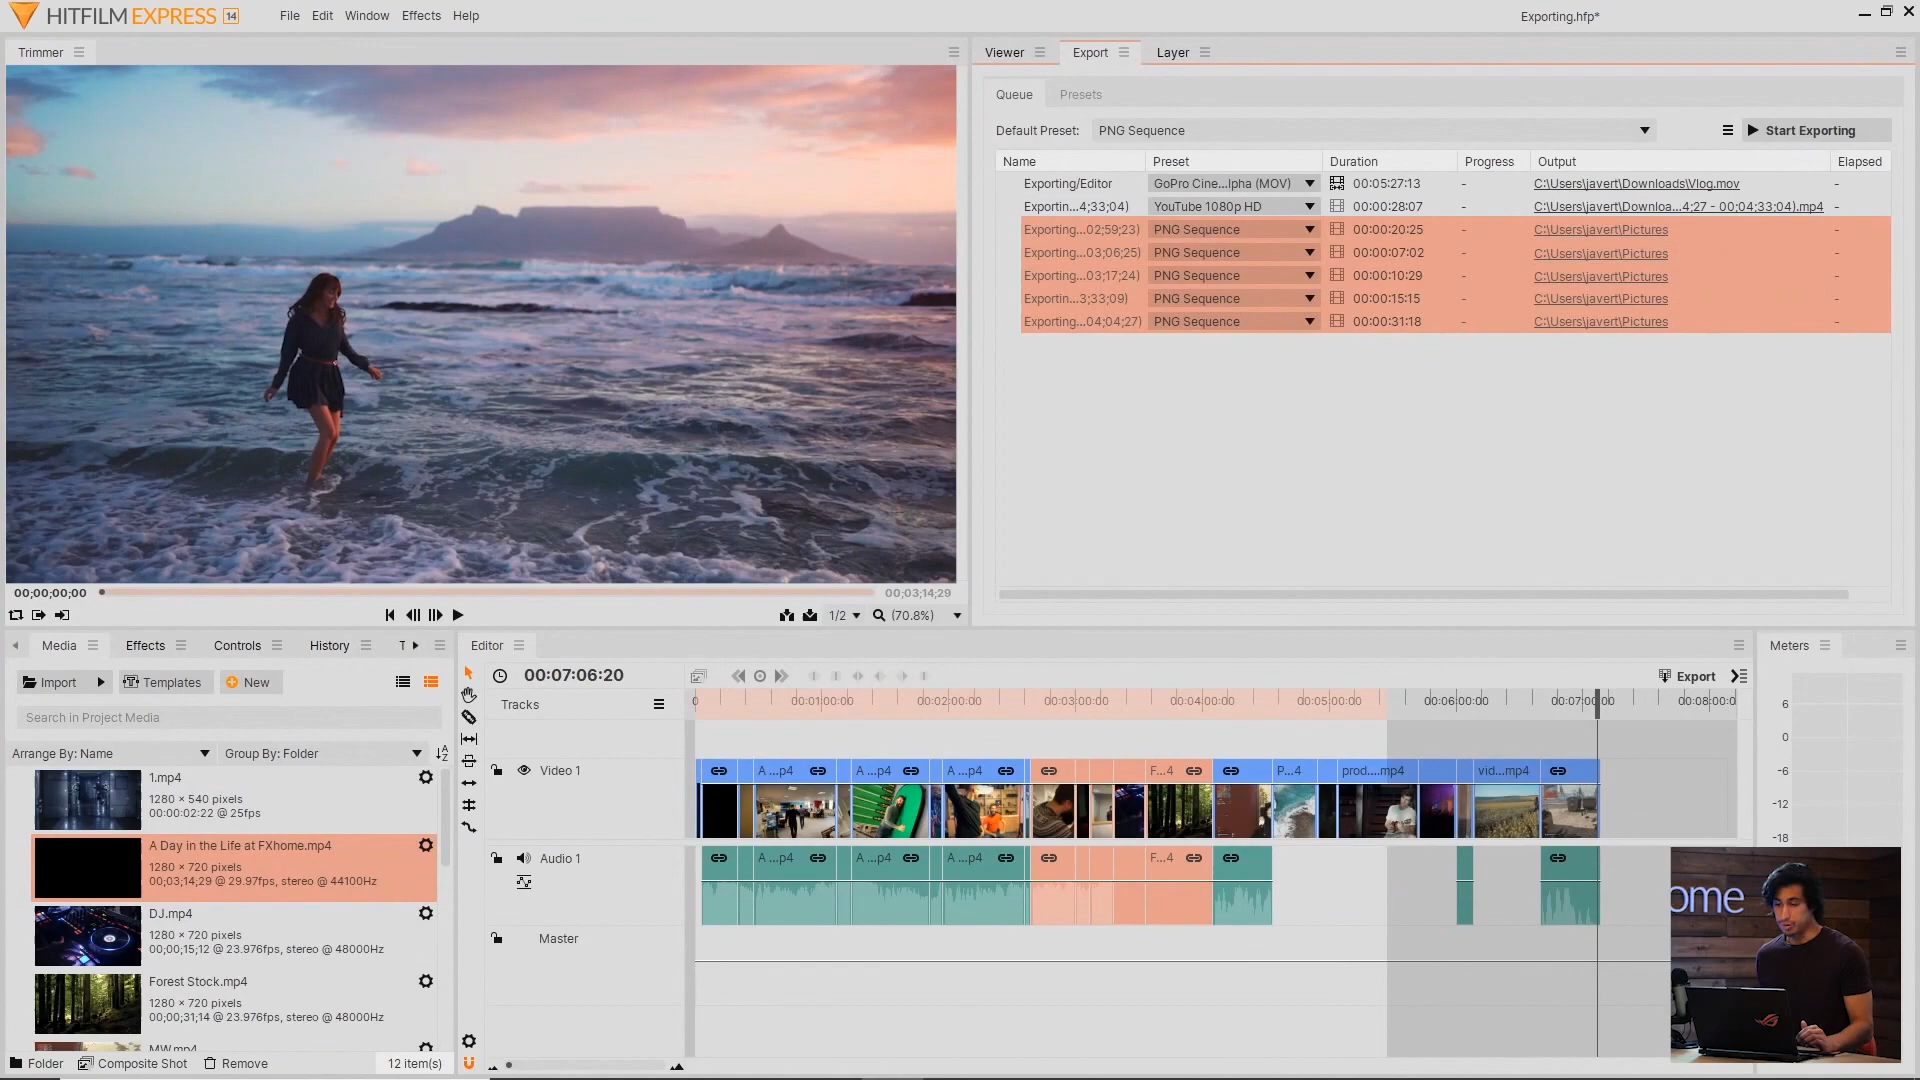 HITFILM EXPRESS 14
File Edit Window Effects Help
Exporting.hfp*
Trimmer
Viewer Export Layer
Queue Presets
Default Preset: PNG Sequence
Start Exporting
Name Preset Duration Progress Output Elapsed
Exporting/Editor GoPro Cine...lpha (MOV) 00:05:27:13 - C:\Users\javert\Downloads\Vlog.mov -
Exportin...4;33;04) YouTube 1080p HD 00:00:28:07 - C:\Users\javert\Downloa...4;27 - 00;04;33;04).mp4 -
Exporting...02;59;23) PNG Sequence 00:00:20:25 - C:\Users\javert\Pictures -
Exporting...03;06;25) PNG Sequence 00:00:07:02 - C:\Users\javert\Pictures -
Exporting...03;17;24) PNG Sequence 00:00:10:29 - C:\Users\javert\Pictures -
Exportin...3;33;09) PNG Sequence 00:00:15:15 - C:\Users\javert\Pictures -
Exporting...04;04;27) PNG Sequence 00:00:31:18 - C:\Users\javert\Pictures -
00;00;00;00
00;03;14;29
1/2 (70.8%)
Media Effects Controls History T
Import Templates New
Search in Project Media
Arrange By: Name Group By: Folder
1.mp4
1280 × 540 pixels
00:00:02:22 @ 25fps
A Day in the Life at FXhome.mp4
1280 × 720 pixels
00;03;14;29 @ 29.97fps, stereo @ 44100Hz
DJ.mp4
1280 × 720 pixels
00;00;15;12 @ 23.976fps, stereo @ 48000Hz
Forest Stock.mp4
1280 × 720 pixels
00;00;31;14 @ 23.976fps, stereo @ 48000Hz
MW.mp4
Folder Composite Shot Remove 12 item(s)
Editor
00:07:06:20
Export
Tracks
0 00:01:00:00 00:02:00:00 00:03:00:00 00:04:00:00 00:05:00:00 00:06:00:00 00:07:00:00 00:08:00:0
Video 1
A ...p4 A ...p4 A ...p4 F...4 P...4 prod....mp4 vid...mp4
Audio 1
A ...p4 A ...p4 A ...p4 F...4
Master
Meters
6
0
-6
-12
-18
ome